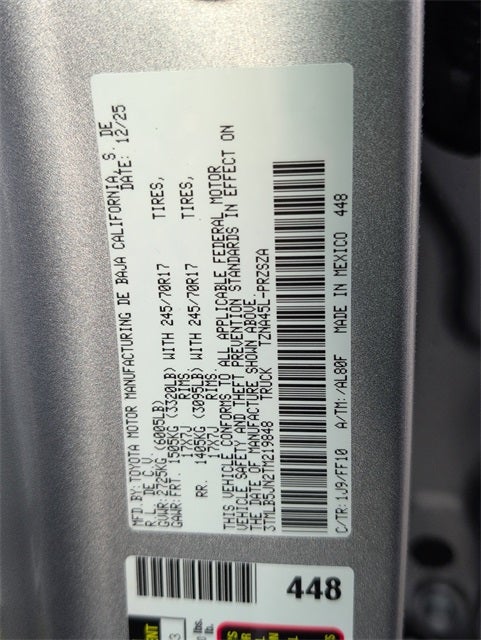 MFD. BY: TOYOTA MOTOR MANUFACTURING DE BAJA CALIFORNIA, S. DE
R. L. DE C. V. DATE: 12/25
GVWR: 2725KG (6005LB)
GAWR: FRT. 1505KG (3320LB) WITH 245/70R17 TIRES,
17X7J RIMS.
RR. 1405KG (3095LB) WITH 245/70R17 TIRES,
17X7J RIMS.
THIS VEHICLE CONFORMS TO ALL APPLICABLE FEDERAL MOTOR
VEHICLE SAFETY AND THEFT PREVENTION STANDARDS IN EFFECT ON
THE DATE OF MANUFACTURE SHOWN ABOVE.
3TMLB5JN2TM219848 TRUCK TZNA45L-PRZSZA
C/TR: 1J9/FF10 A/TM: /AL80F MADE IN MEXICO 448
448